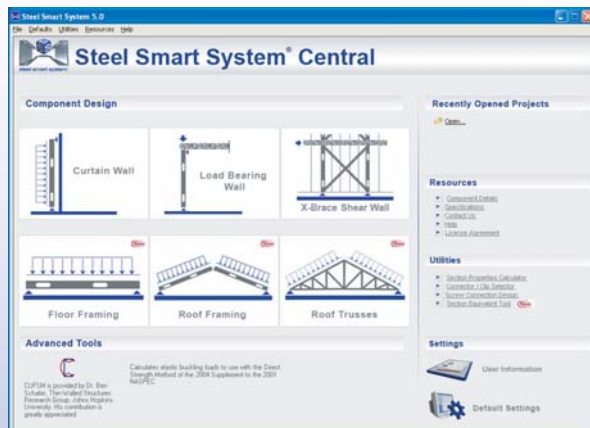 Steel Smart System 5.0
File Defaults Utilities Resources Help
Steel Smart System® Central
steel smart system
Component Design
Curtain Wall
Load Bearing
Wall
X-Brace Shear Wall
Floor Framing
Roof Framing
Roof Trusses
Advanced Tools
CUFSM is provided by Dr. Ben
Schafer, Thin-Walled Structures
Research Group, Johns Hopkins
University. His contribution is
greatly appreciated
Calculates elastic buckling loads to use with the Direct
Strength Method of the 2004 Supplement to the 2001
NASPEC
Recently Opened Projects
Open...
Resources
Component Details
Specifications
Contact Us
Help
License Agreement
Utilities
Section Properties Calculator
Connector / Clip Selector
Screw Connection Design
Section Equivalent Tool
Settings
User Information
Default Settings